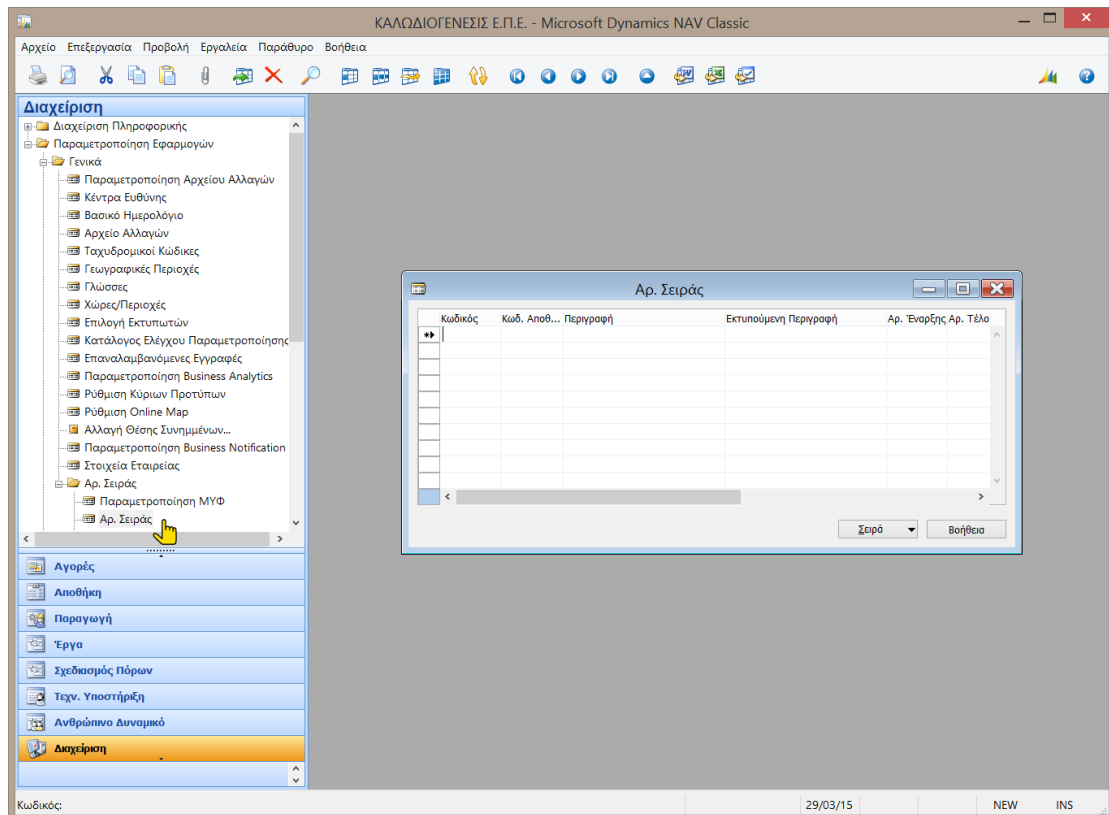 ΚΑΛΩΔΙΟΓΕΝΕΣΙΣ Ε.Π.Ε. - Microsoft Dynamics NAV Classic
Αρχείο Επεξεργασία Προβολή Εργαλεία Παράθυρο Βοήθεια
Διαχείριση
Διαχείριση Πληροφορικής
Παραμετροποίηση Εφαρμογών
Γενικά
Παραμετροποίηση Αρχείου Αλλαγών
Κέντρα Ευθύνης
Βασικό Ημερολόγιο
Αρχείο Αλλαγών
Ταχυδρομικοί Κώδικες
Γεωγραφικές Περιοχές
Γλώσσες
Χώρες/Περιοχές
Επιλογή Εκτυπωτών
Κατάλογος Ελέγχου Παραμετροποίησης
Επαναλαμβανόμενες Εγγραφές
Παραμετροποίηση Business Analytics
Ρύθμιση Κύριων Προτύπων
Ρύθμιση Online Map
Αλλαγή Θέσης Συνημμένων...
Παραμετροποίηση Business Notification
Στοιχεία Εταιρείας
Αρ. Σειράς
Παραμετροποίηση ΜΥΦ
Αρ. Σειράς
Αγορές
Αποθήκη
Παραγωγή
Έργα
Σχεδιασμός Πόρων
Τεχν. Υποστήριξη
Ανθρώπινο Δυναμικό
Διαχείριση
Αρ. Σειράς
Κωδικός Κωδ. Αποθ... Περιγραφή Εκτυπούμενη Περιγραφή Αρ. Έναρξης Αρ. Τέλο
Σειρά Βοήθεια
Κωδικός: 29/03/15 NEW INS